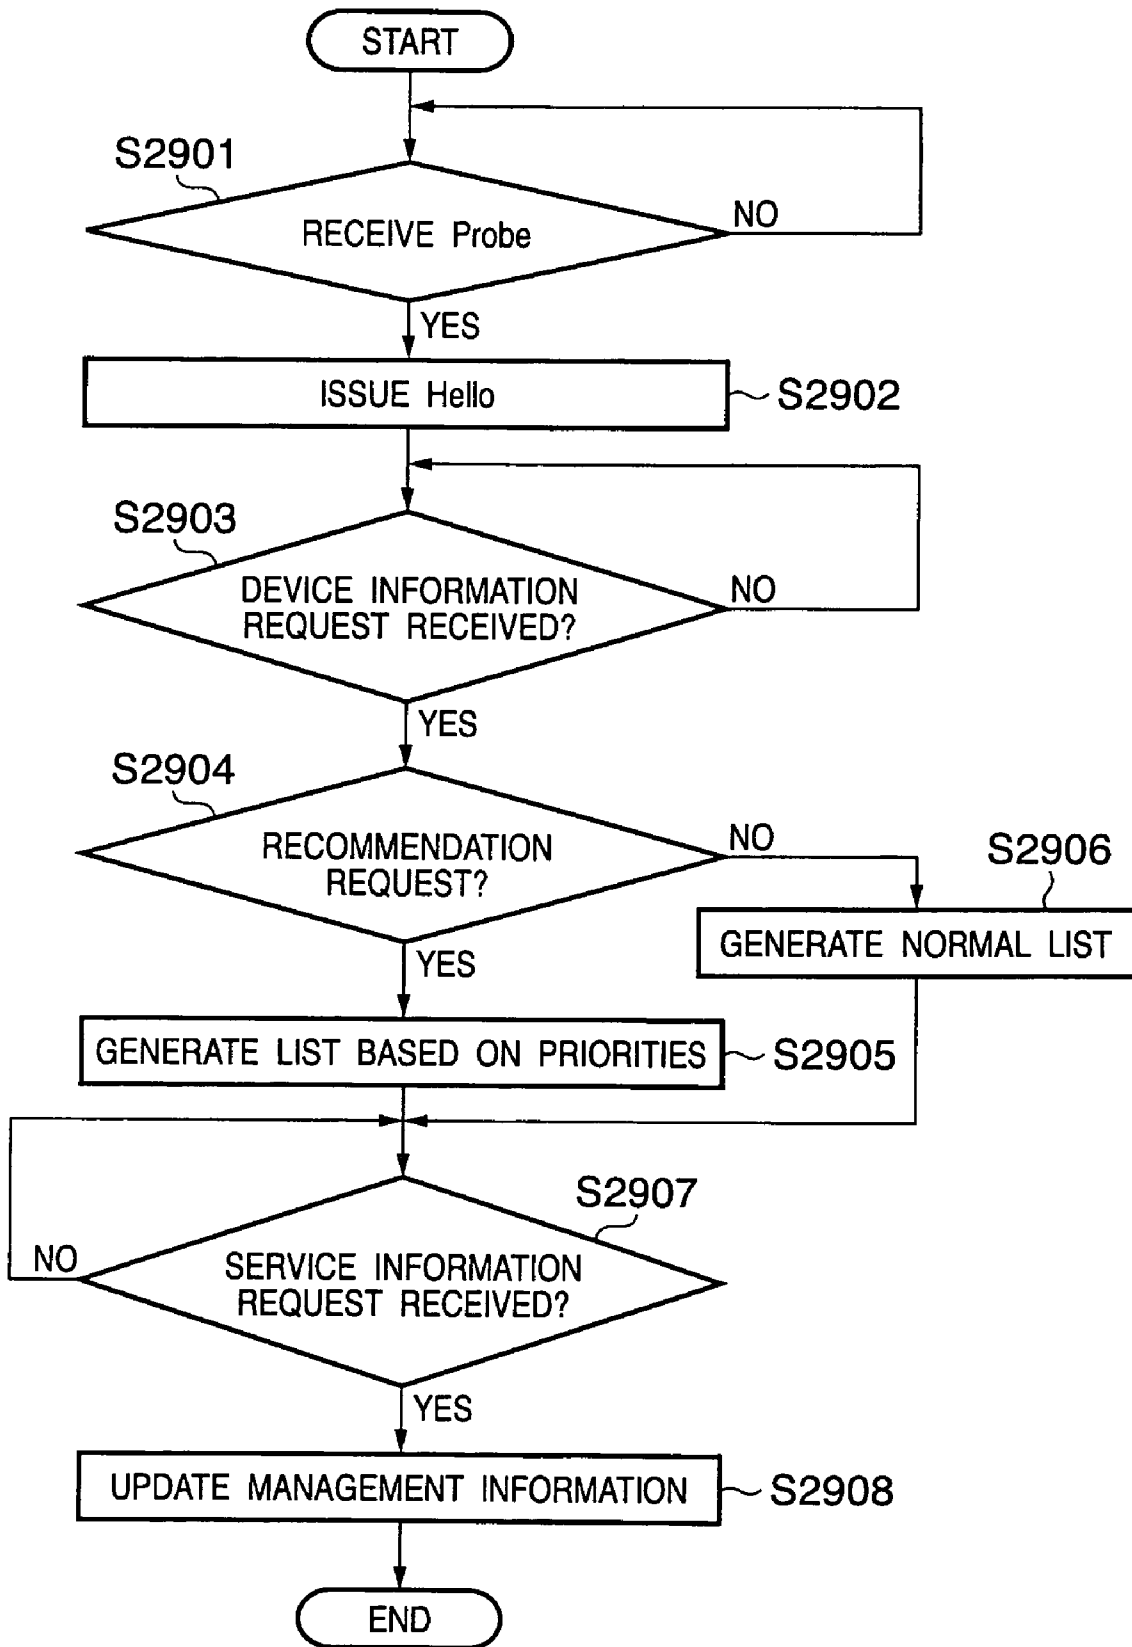 START
S2901
RECEIVE Probe
NO
YES
ISSUE Hello
S2902
S2903
DEVICE INFORMATION
REQUEST RECEIVED?
NO
YES
S2904
RECOMMENDATION
REQUEST?
NO
S2906
GENERATE NORMAL LIST
YES
GENERATE LIST BASED ON PRIORITIES
S2905
S2907
SERVICE INFORMATION
REQUEST RECEIVED?
NO
YES
UPDATE MANAGEMENT INFORMATION
S2908
END